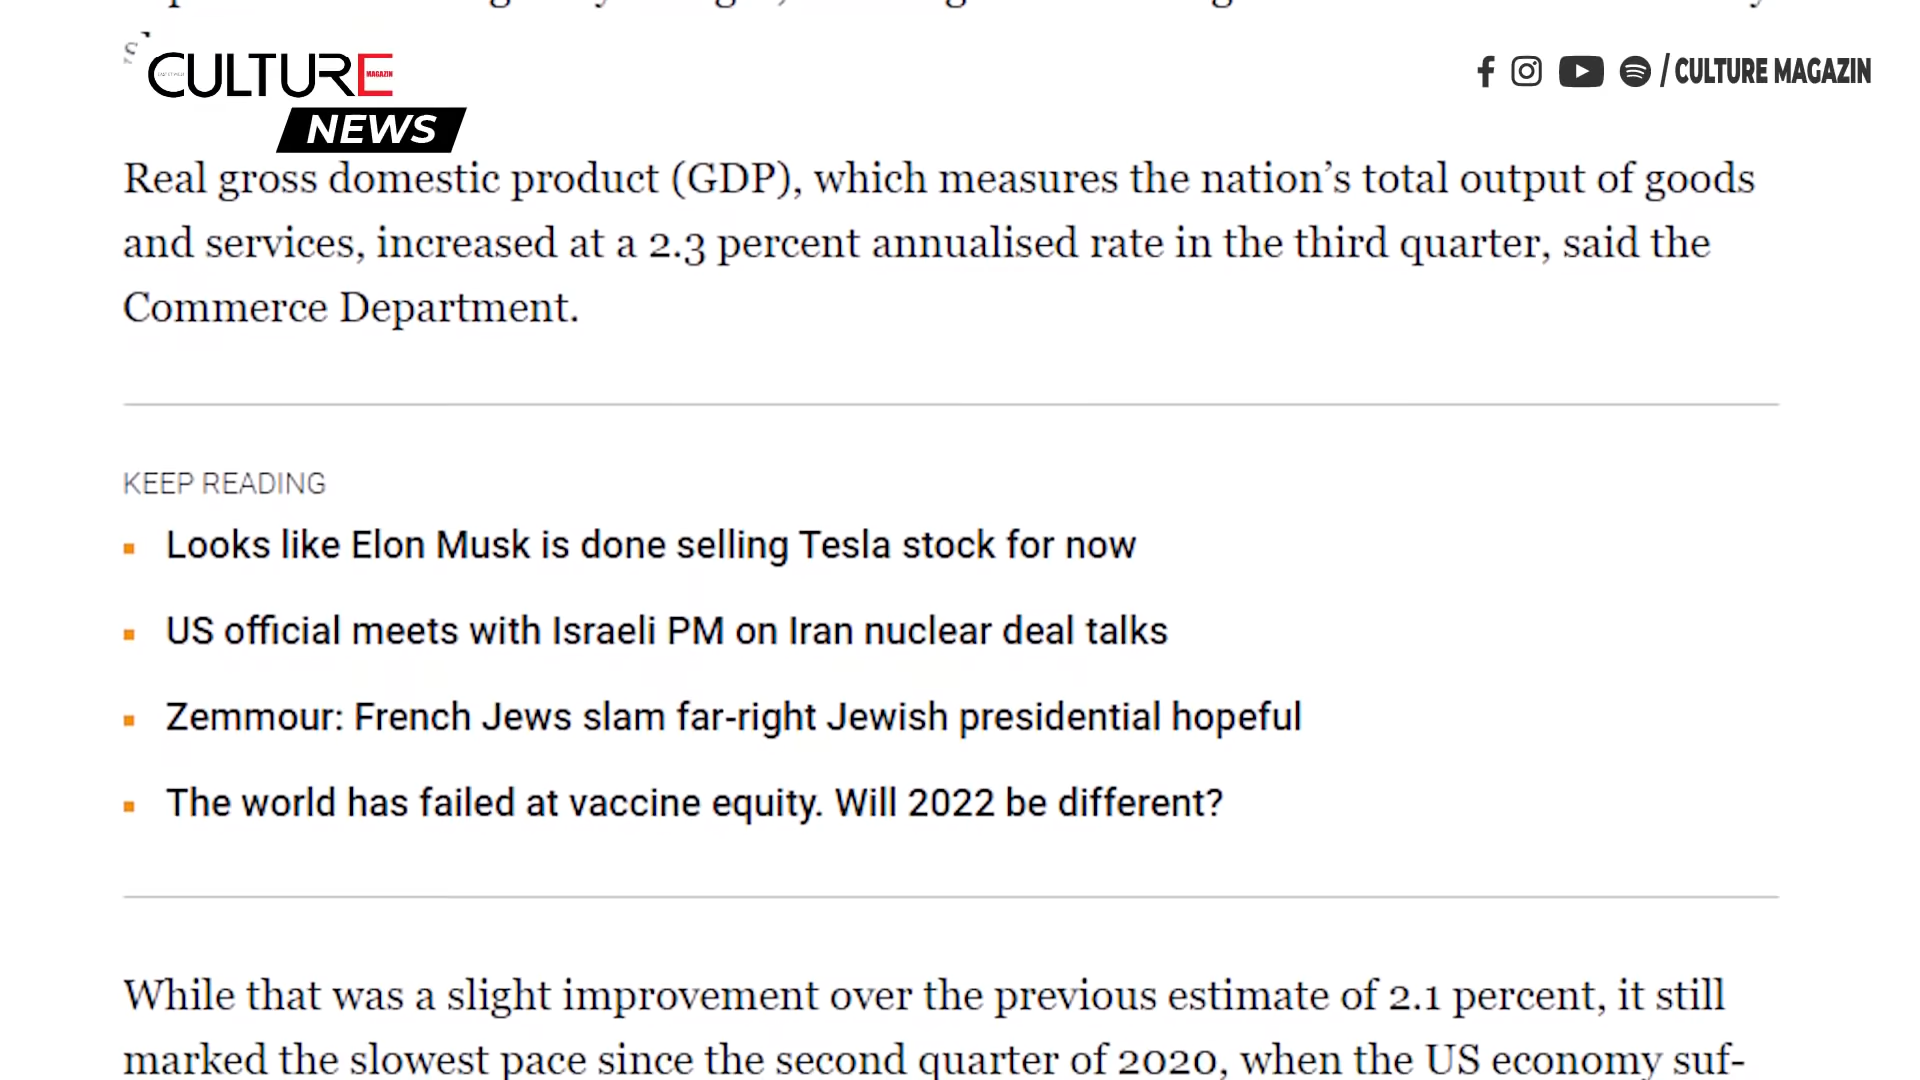 CULTURE
MAGAZIN
NEWS
/ CULTURE MAGAZIN
Real gross domestic product (GDP), which measures the nation’s total output of goods
and services, increased at a 2.3 percent annualised rate in the third quarter, said the
Commerce Department.
KEEP READING
Looks like Elon Musk is done selling Tesla stock for now
US official meets with Israeli PM on Iran nuclear deal talks
Zemmour: French Jews slam far-right Jewish presidential hopeful
The world has failed at vaccine equity. Will 2022 be different?
While that was a slight improvement over the previous estimate of 2.1 percent, it still
marked the slowest pace since the second quarter of 2020, when the US economy suf-